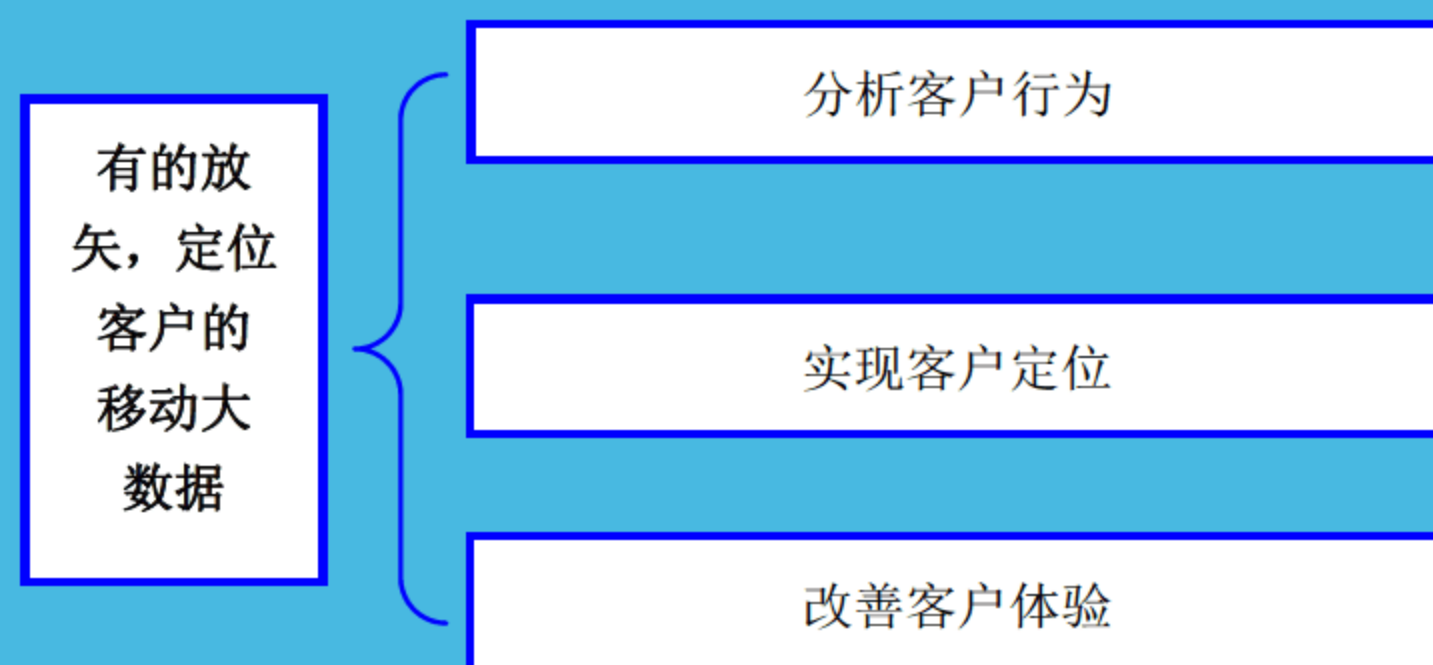 有的放
矢，定位
客户的
移动大
数据
分析客户行为
实现客户定位
改善客户体验